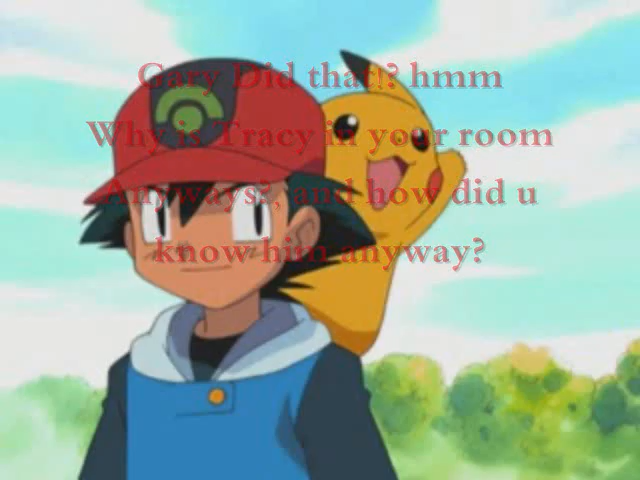 Gary Did that!? hmm
Why is Tracy in your room
Anyways?, and how did u
know him anyway?